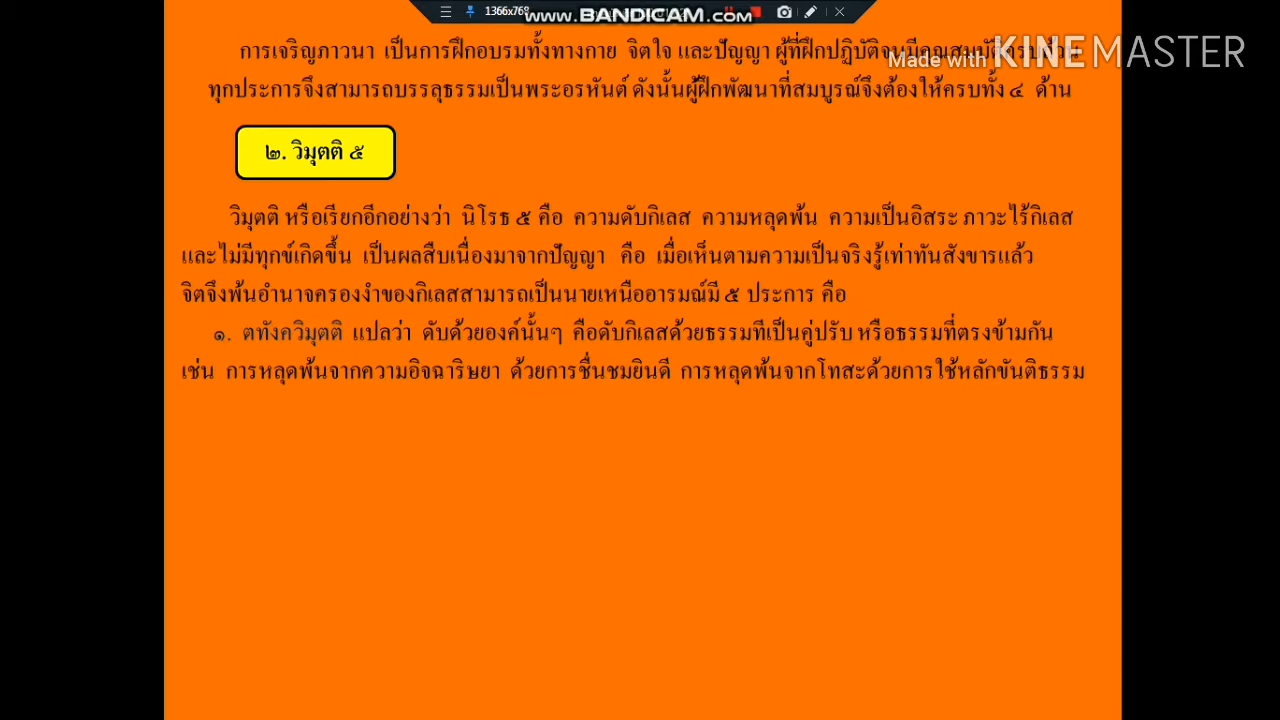 1366x768
www.BANDICAM.com
การเจริญภาวนา เป็นการฝึกอบรมทั้งทางกาย จิตใจ และปัญญา ผู้ที่ฝึกปฏิบัติจนมีคุณสมบัติครบถ้วน
Made with KINEMASTER
ทุกประการจึงสามารถบรรลุธรรมเป็นพระอรหันต์ ดังนั้นผู้ฝึกพัฒนาที่สมบูรณ์จึงต้องให้ครบทั้ง ๔ ด้าน
๒. วิมุตติ ๕
วิมุตติ หรือเรียกอีกอย่างว่า นิโรธ ๕ คือ ความดับกิเลส ความหลุดพ้น ความเป็นอิสระ ภาวะไร้กิเลส
และไม่มีทุกข์เกิดขึ้น เป็นผลสืบเนื่องมาจากปัญญา คือ เมื่อเห็นตามความเป็นจริงรู้เท่าทันสังขารแล้ว
จิตจึงพ้นอำนาจครองงำของกิเลสสามารถเป็นนายเหนืออารมณ์มี ๕ ประการ คือ
๑. ตทังควิมุตติ แปลว่า ดับด้วยองค์นั้นๆ คือดับกิเลสด้วยธรรมทีเป็นคู่ปรับ หรือธรรมที่ตรงข้ามกัน
เช่น การหลุดพ้นจากความอิจฉาริษยา ด้วยการชื่นชมยินดี การหลุดพ้นจากโทสะด้วยการใช้หลักขันติธรรม